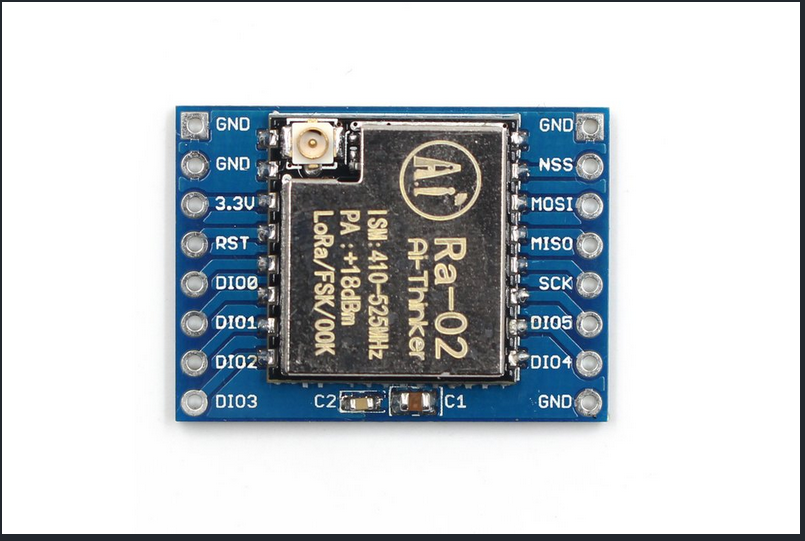 GND
GND
3.3V
RST
DIO0
DIO1
DIO2
DIO3
Ai
Ra-02
Ai-Thinker
ISM:410-525MHz
PA:+18dBm
LoRa/FSK/OOK
GND
NSS
MOSI
MISO
SCK
DIO5
DIO4
GND
C2
C1